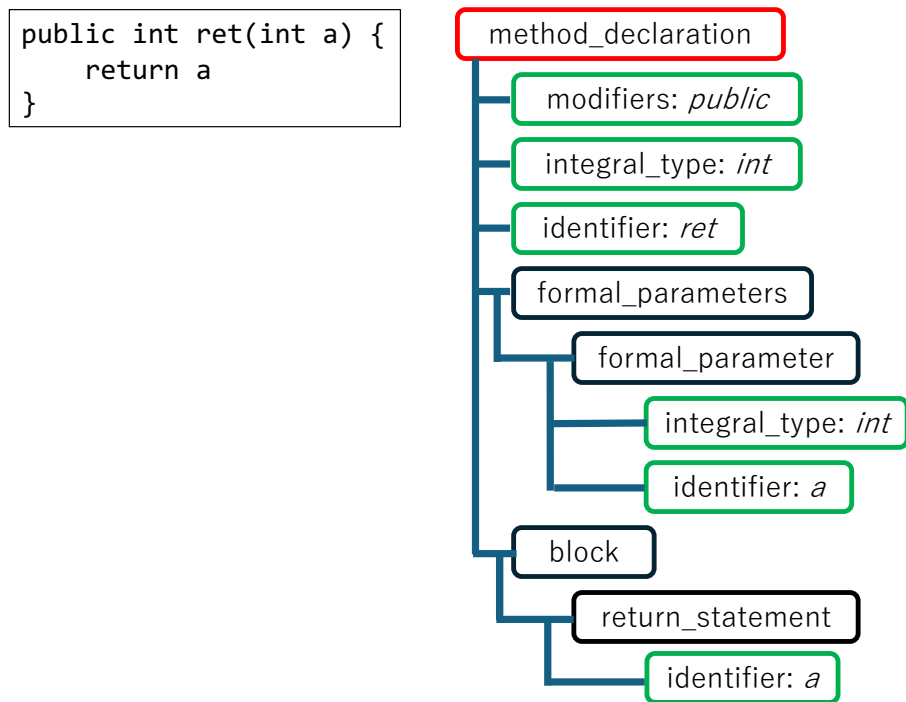 public int ret(int a) {
    return a
}
method_declaration
modifiers: public
integral_type: int
identifier: ret
formal_parameters
formal_parameter
integral_type: int
identifier: a
block
return_statement
identifier: a